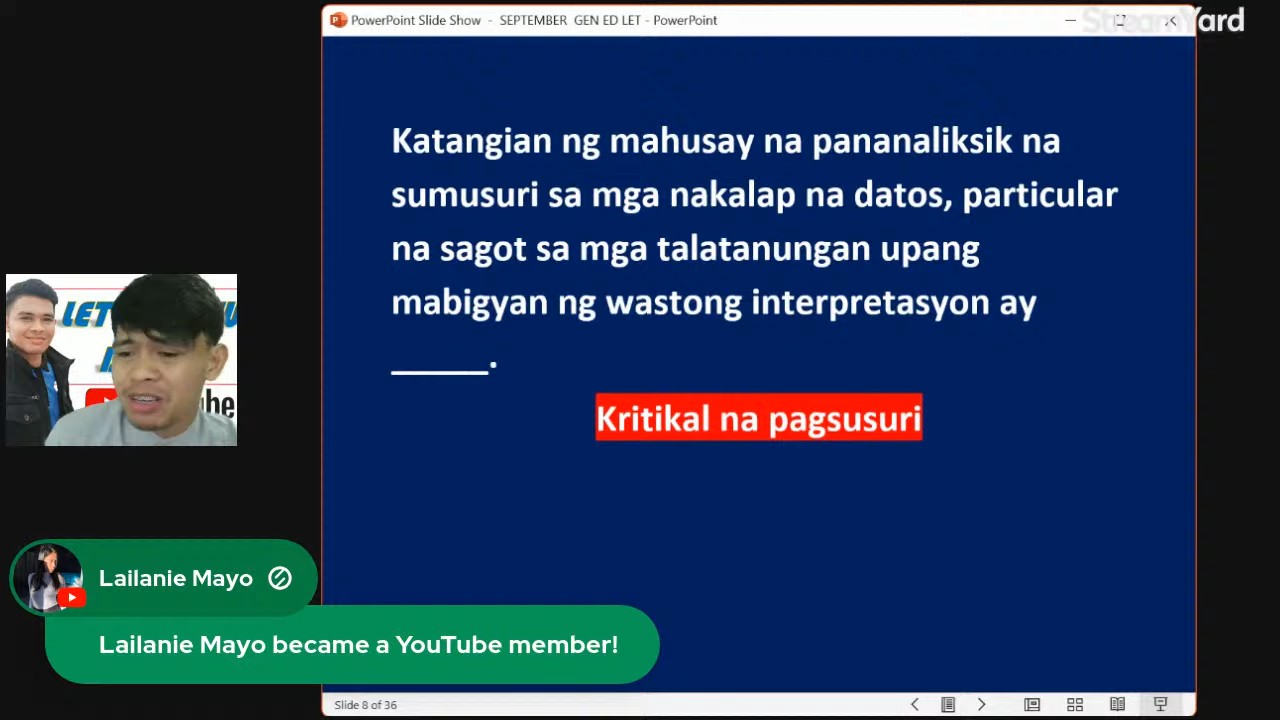 PowerPoint Slide Show - SEPTEMBER GEN ED LET - PowerPoint
StreamYard
Katangian ng mahusay na pananaliksik na
sumusuri sa mga nakalap na datos, particular
na sagot sa mga talatanungan upang
mabigyan ng wastong interpretasyon ay
______.
Kritikal na pagsusuri
LET
Lailanie Mayo
Lailanie Mayo became a YouTube member!
Slide 8 of 36